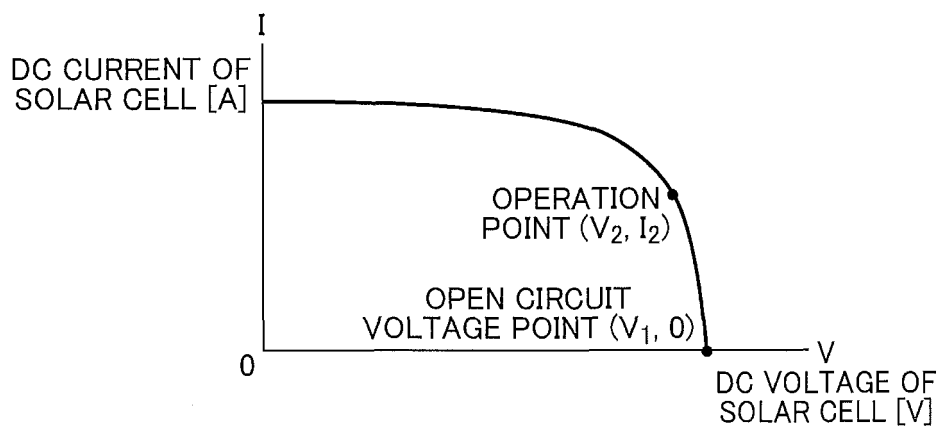 I
DC CURRENT OF
SOLAR CELL [A]
OPERATION
POINT (V₂, I₂)
OPEN CIRCUIT
VOLTAGE POINT (V₁, 0)
0
V
DC VOLTAGE OF
SOLAR CELL [V]